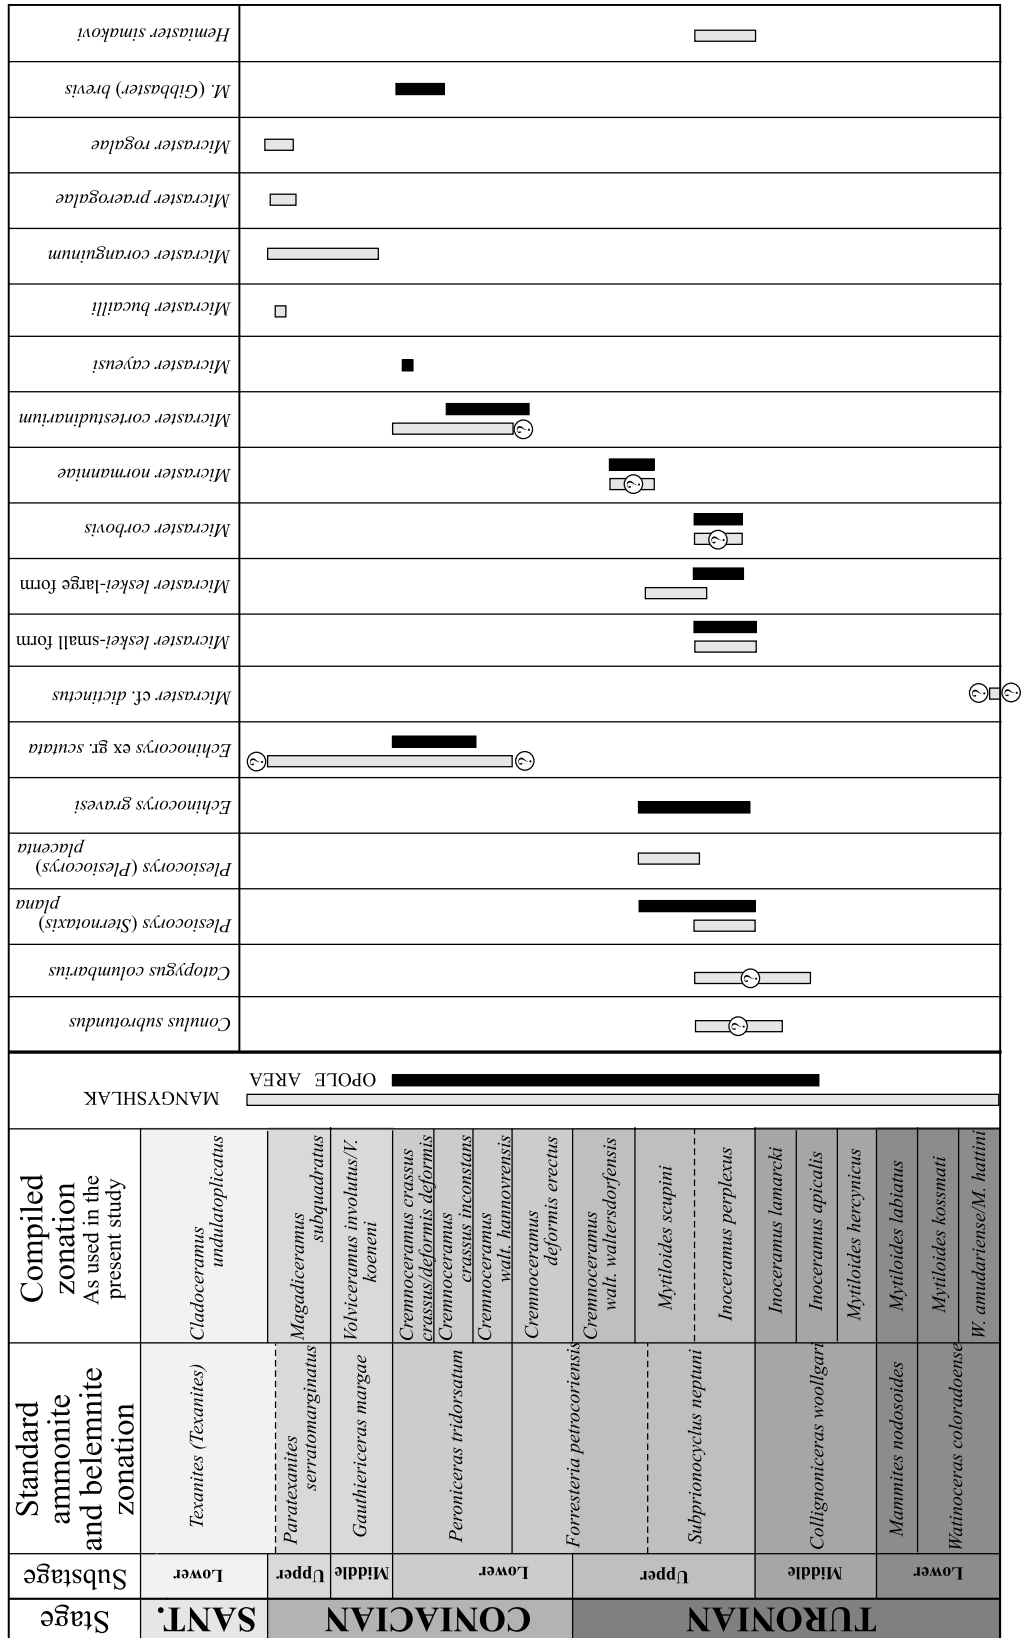 Stage
Substage
Standard
ammonite
and belemnite
zonation
Compiled
zonation
As used in the
present study
MANGYSHLAK
OPOLE AREA
Conulus subrotundus
Catopygus columbarius
Plesiocorys (Sternotaxis)
plana
Plesiocorys (Plesiocorys)
placenta
Echinocorys gravesi
Echinocorys ex gr. scutata
Micraster cf. dictinctus
Micraster leskei-small form
Micraster leskei-large form
Micraster corbovis
Micraster normanniae
Micraster cortestudinarium
Micraster cayeusi
Micraster bucailli
Micraster coranguinum
Micraster praerogalae
Micraster rogalae
M. (Gibbaster) brevis
Hemiaster simakovi
SANT.
CONIACIAN
TURONIAN
Lower
Upper
Middle
Lower
Upper
Middle
Lower
Texanites (Texanites)
Paratexanites
serratomarginatus
Gauthiericeras margae
Peroniceras tridorsatum
Forresteria petrocoriensis
Subprionocyclus neptuni
Collignoniceras woollgari
Mammites nodosoides
Watinoceras coloradoense
Cladoceramus
undulatoplicatus
Magadiceramus
subquadratus
Volviceramus involutus/V.
koeneni
Cremnoceramus crassus
crassus/deformis deformis
Cremnoceramus
crassus inconstans
Cremnoceramus
walt. hannovrensis
Cremnoceramus
deformis erectus
Cremnoceramus
walt. waltersdorfensis
Mytiloides scupini
Inoceramus perplexus
Inoceramus lamarcki
Inoceramus apicalis
Mytiloides hercynicus
Mytiloides labiatus
Mytiloides kossmati
W. amudariense/M. hattini
?
?
?
?
?
?
?
?
?